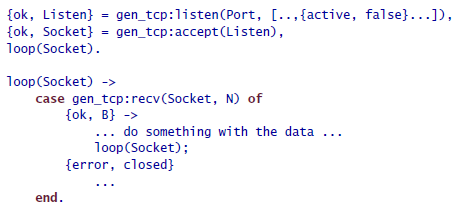 {ok, Listen} = gen_tcp:listen(Port, [..,{active, false}...]),
{ok, Socket} = gen_tcp:accept(Listen),
loop(Socket).

loop(Socket) ->
    case gen_tcp:recv(Socket, N) of
        {ok, B} ->
            ... do something with the data ...
            loop(Socket);
        {error, closed}
            ...
    end.